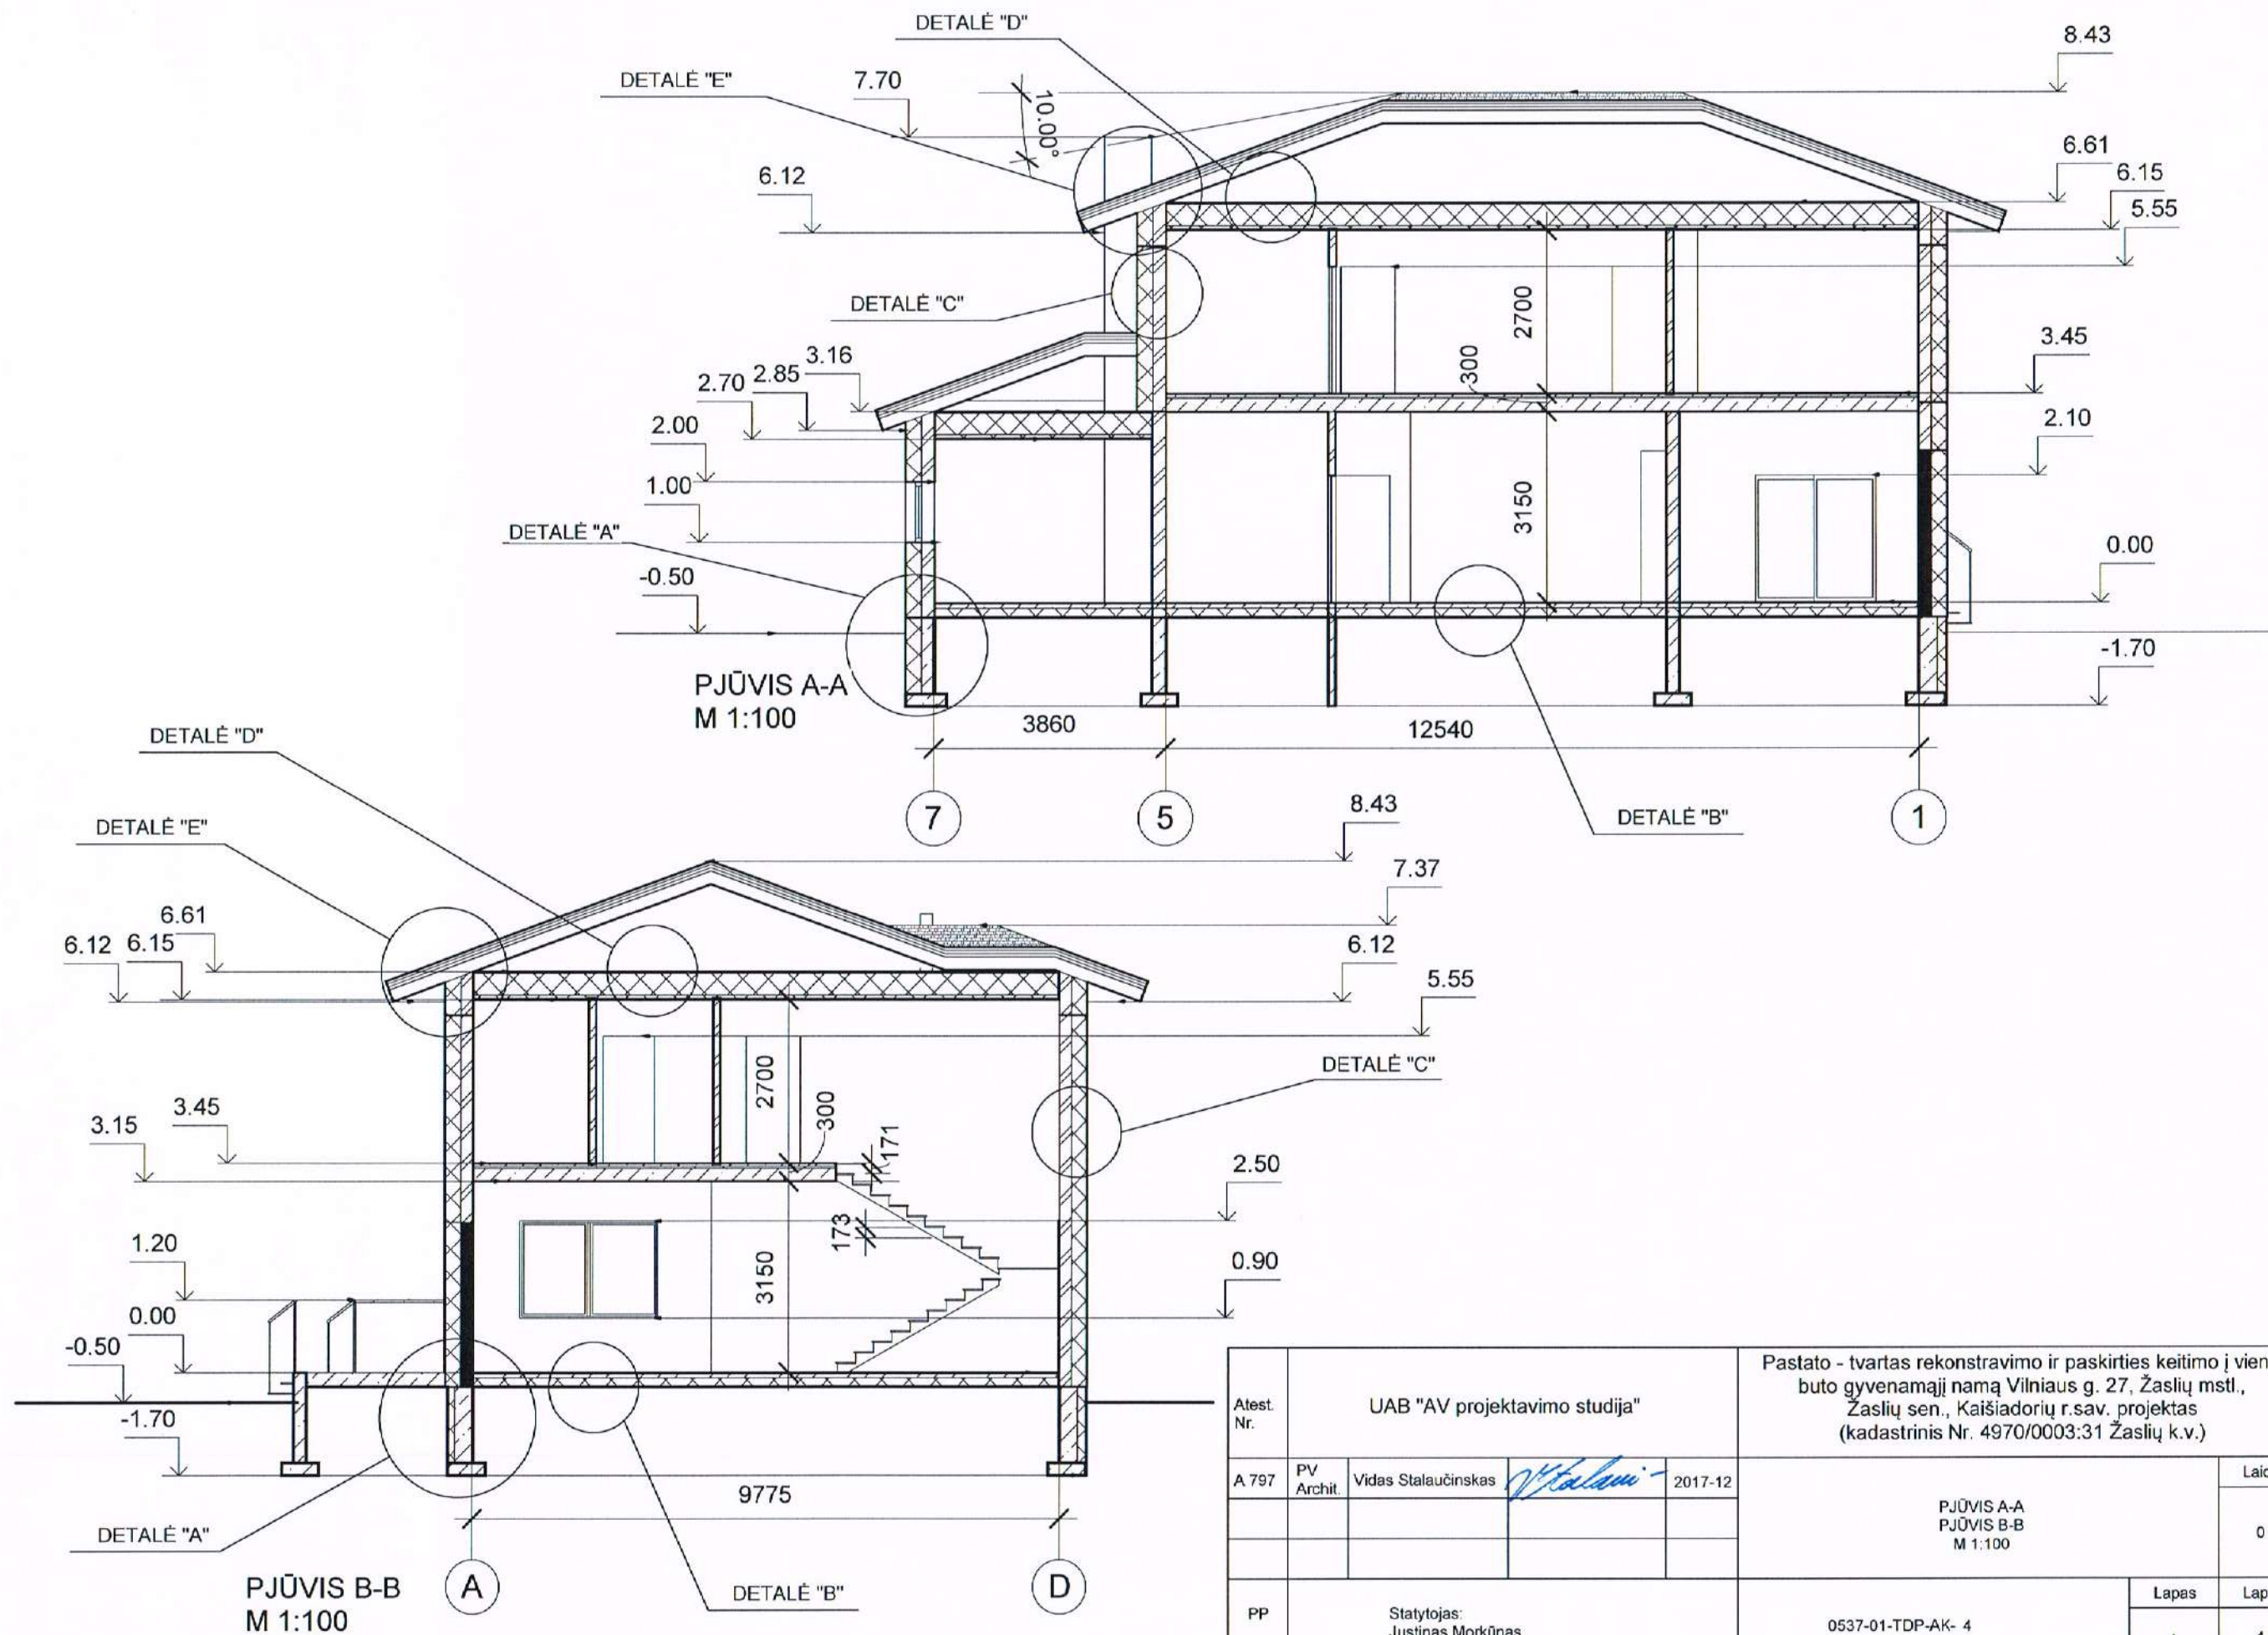 DETALĖ "D"
DETALĖ "E"
7.70
10.00°
8.43
6.12
6.61
6.15
5.55
DETALĖ "C"
2700
300
3.45
3.16
2.85
2.70
2.00
2.10
1.00
3150
DETALĖ "A"
-0.50
0.00
-1.70
PJŪVIS A-A
M 1:100
3860
12540
7
5
1
DETALĖ "B"
DETALĖ "D"
DETALĖ "E"
8.43
7.37
6.61
6.12
6.15
6.12
5.55
DETALĖ "C"
2700
300
171
3.45
3.15
2.50
173
1.20
3150
0.90
0.00
-0.50
-1.70
9775
DETALĖ "A"
PJŪVIS B-B
M 1:100
A
D
DETALĖ "B"
Atest.
Nr.
UAB "AV projektavimo studija"
Pastato - tvartas rekonstravimo ir paskirties keitimo į vien
buto gyvenamąjį namą Vilniaus g. 27, Žaslių mstl.,
Žaslių sen., Kaišiadorių r.sav. projektas
(kadastrinis Nr. 4970/0003:31 Žaslių k.v.)
A 797
PV
Archit.
Vidas Stalaučinskas
2017-12
PJŪVIS A-A
PJŪVIS B-B
M 1:100
Laid
0
PP
Statytojas:
Justinas Morkūnas
0537-01-TDP-AK- 4
Lapas
Lap